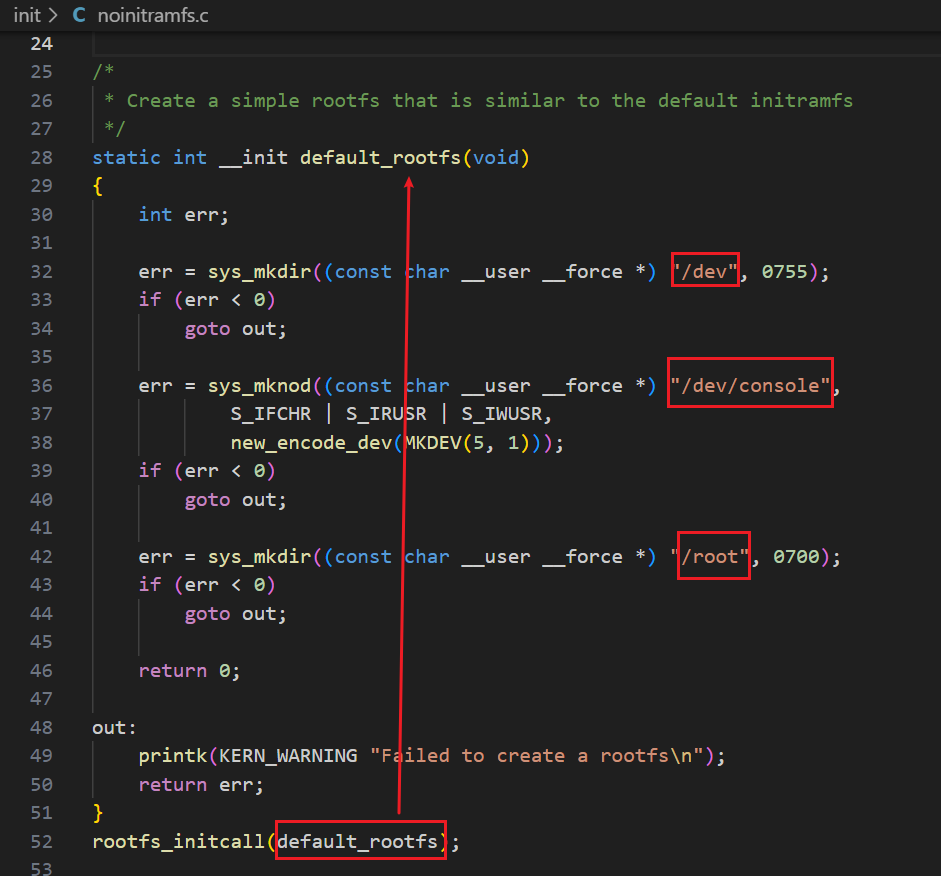 init > C noinitramfs.c
24
25 /*
26  * Create a simple rootfs that is similar to the default initramfs
27  */
28 static int __init default_rootfs(void)
29 {
30     int err;
31
32     err = sys_mkdir((const char __user __force *) "/dev", 0755);
33     if (err < 0)
34         goto out;
35
36     err = sys_mknod((const char __user __force *) "/dev/console",
37             S_IFCHR | S_IRUSR | S_IWUSR,
38             new_encode_dev(MKDEV(5, 1)));
39     if (err < 0)
40         goto out;
41
42     err = sys_mkdir((const char __user __force *) "/root", 0700);
43     if (err < 0)
44         goto out;
45
46     return 0;
47
48 out:
49     printk(KERN_WARNING "Failed to create a rootfs\n");
50     return err;
51 }
52 rootfs_initcall(default_rootfs);
53